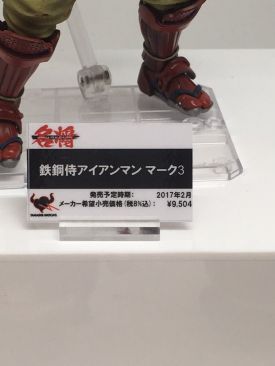 名将
鉄鋼侍アイアンマン マーク3
発売予定時期： 2017年2月
メーカー希望小売価格（税8%込）： ¥9,504
TAMASHII NATIONS